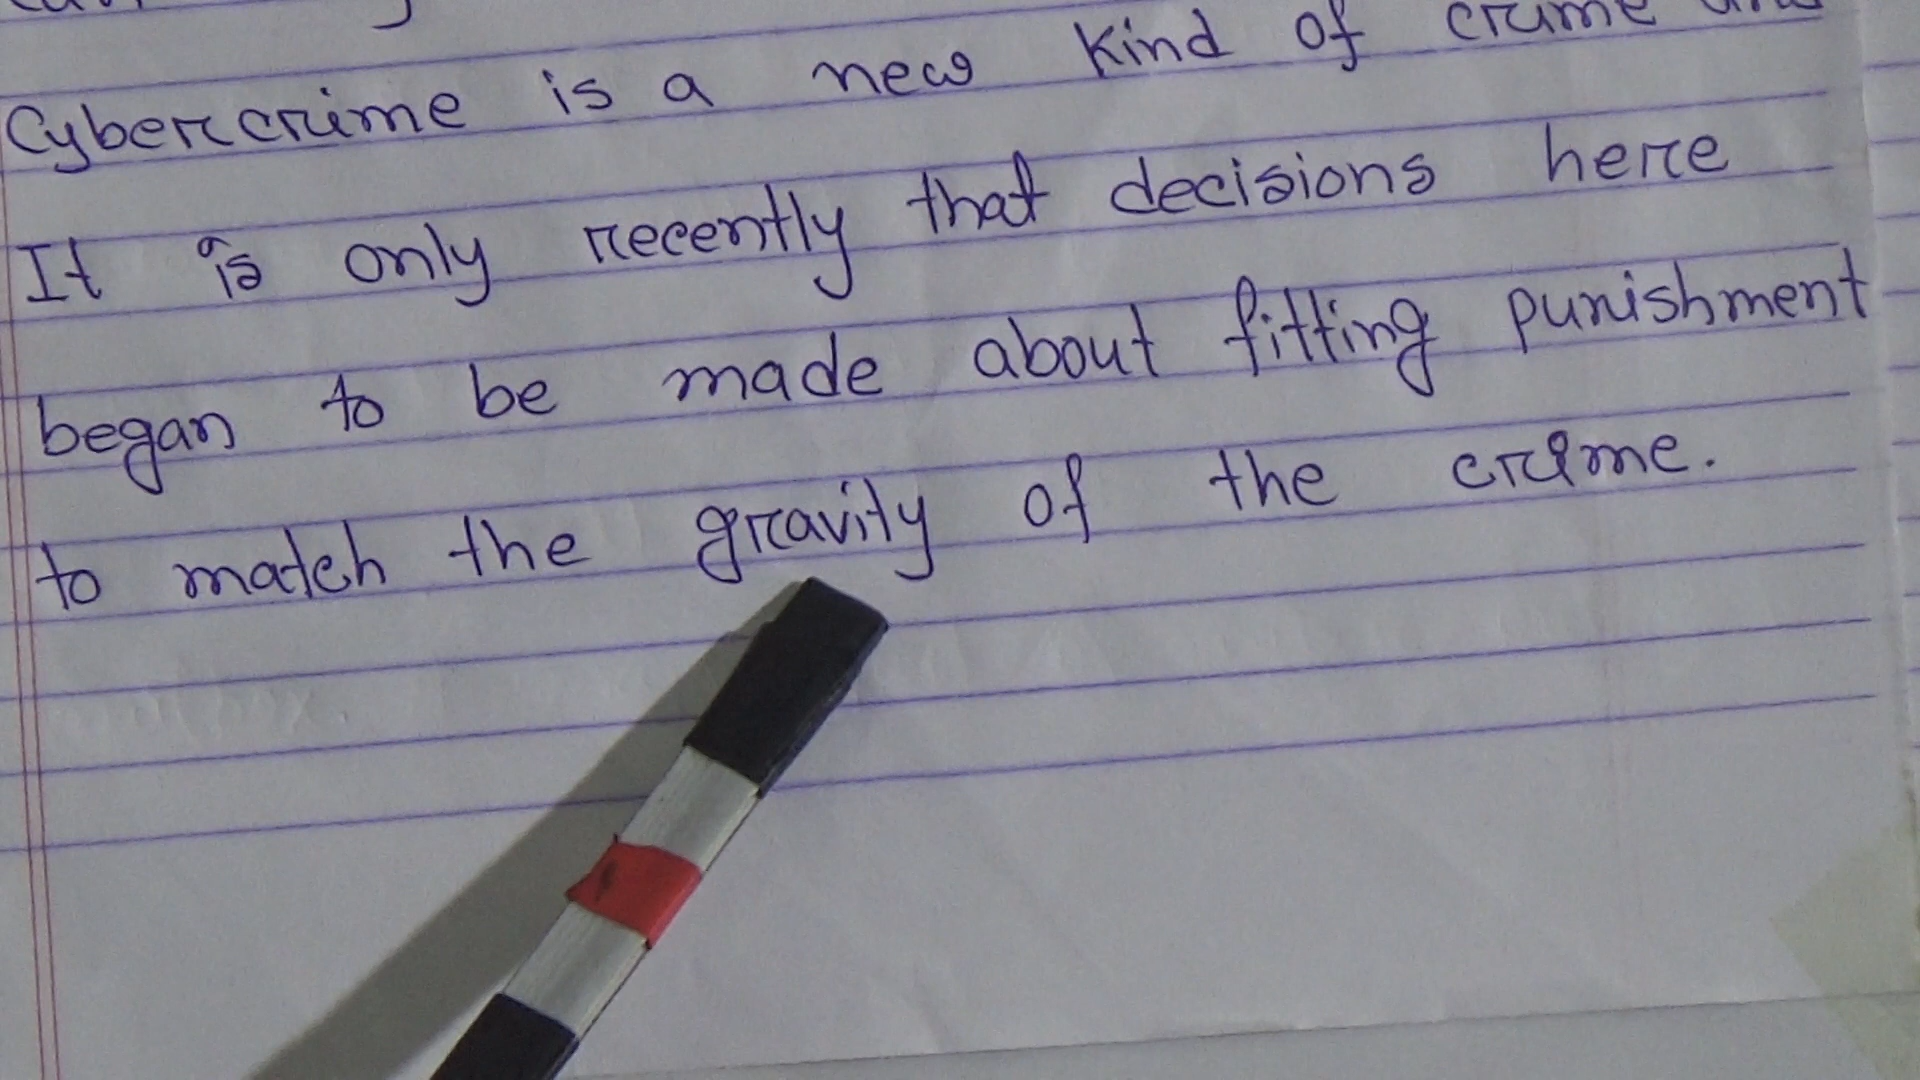 Cybercrime is a new kind of crime
It is only recently that decisions here
began to be made about fitting punishment
to match the gravity of the crime.